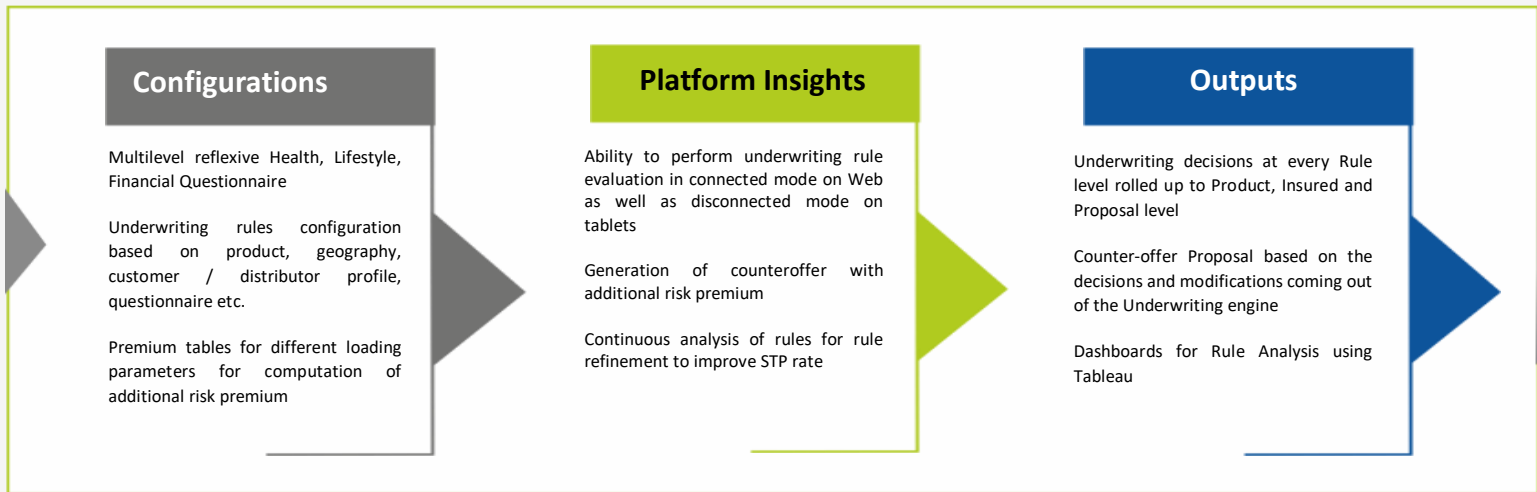 Configurations
Multilevel reflexive Health, Lifestyle,
Financial Questionnaire
Underwriting rules configuration
based on product, geography,
customer / distributor profile,
questionnaire etc.
Premium tables for different loading
parameters for computation of
additional risk premium
Platform Insights
Ability to perform underwriting rule
evaluation in connected mode on Web
as well as disconnected mode on
tablets
Generation of counteroffer with
additional risk premium
Continuous analysis of rules for rule
refinement to improve STP rate
Outputs
Underwriting decisions at every Rule
level rolled up to Product, Insured and
Proposal level
Counter-offer Proposal based on the
decisions and modifications coming out
of the Underwriting engine
Dashboards for Rule Analysis using
Tableau